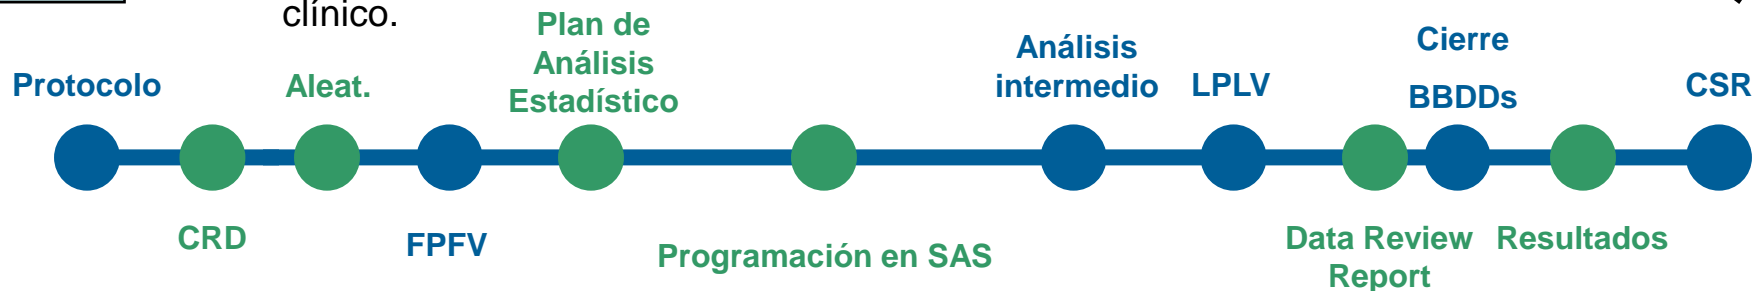 clínico.
Protocolo
CRD
Aleat.
FPFV
Plan de
Análisis
Estadístico
Programación en SAS
Análisis
intermedio
LPLV
Data Review
Report
Cierre
BBDDs
Resultados
CSR